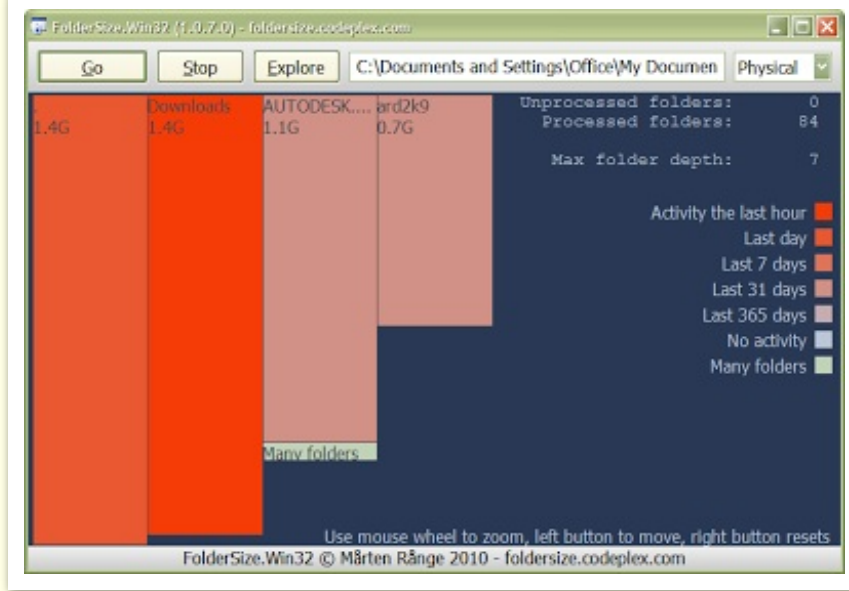 FolderSize.Win32 (1.0.7.0) - foldersize.codeplex.com
Go Stop Explore C:\Documents and Settings\Office\My Documen Physical
. Downloads AUTODESK.... ard2k9
1.4G 1.4G 1.1G 0.7G
Unprocessed folders: 0
Processed folders: 84
Max folder depth: 7
Activity the last hour
Last day
Last 7 days
Last 31 days
Last 365 days
No activity
Many folders
Many folders
Use mouse wheel to zoom, left button to move, right button resets
FolderSize.Win32 © Mårten Rånge 2010 - foldersize.codeplex.com